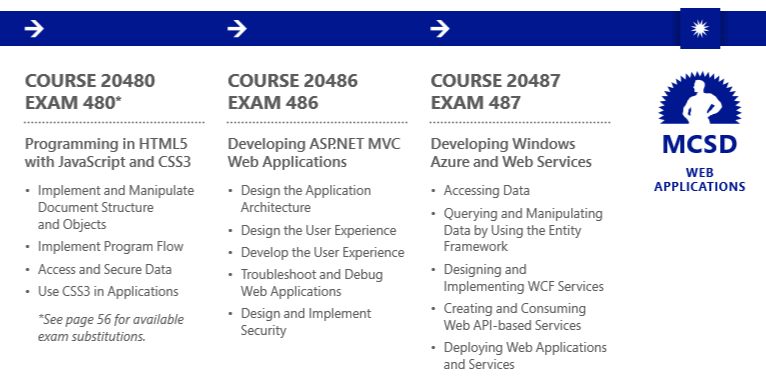 COURSE 20480
EXAM 480*
Programming in HTML5
with JavaScript and CSS3
• Implement and Manipulate
Document Structure
and Objects
• Implement Program Flow
• Access and Secure Data
• Use CSS3 in Applications
*See page 56 for available
exam substitutions.
COURSE 20486
EXAM 486
Developing ASP.NET MVC
Web Applications
• Design the Application
Architecture
• Design the User Experience
• Develop the User Experience
• Troubleshoot and Debug
Web Applications
• Design and Implement
Security
COURSE 20487
EXAM 487
Developing Windows
Azure and Web Services
• Accessing Data
• Querying and Manipulating
Data by Using the Entity
Framework
• Designing and
Implementing WCF Services
• Creating and Consuming
Web API-based Services
• Deploying Web Applications
and Services
MCSD
WEB
APPLICATIONS